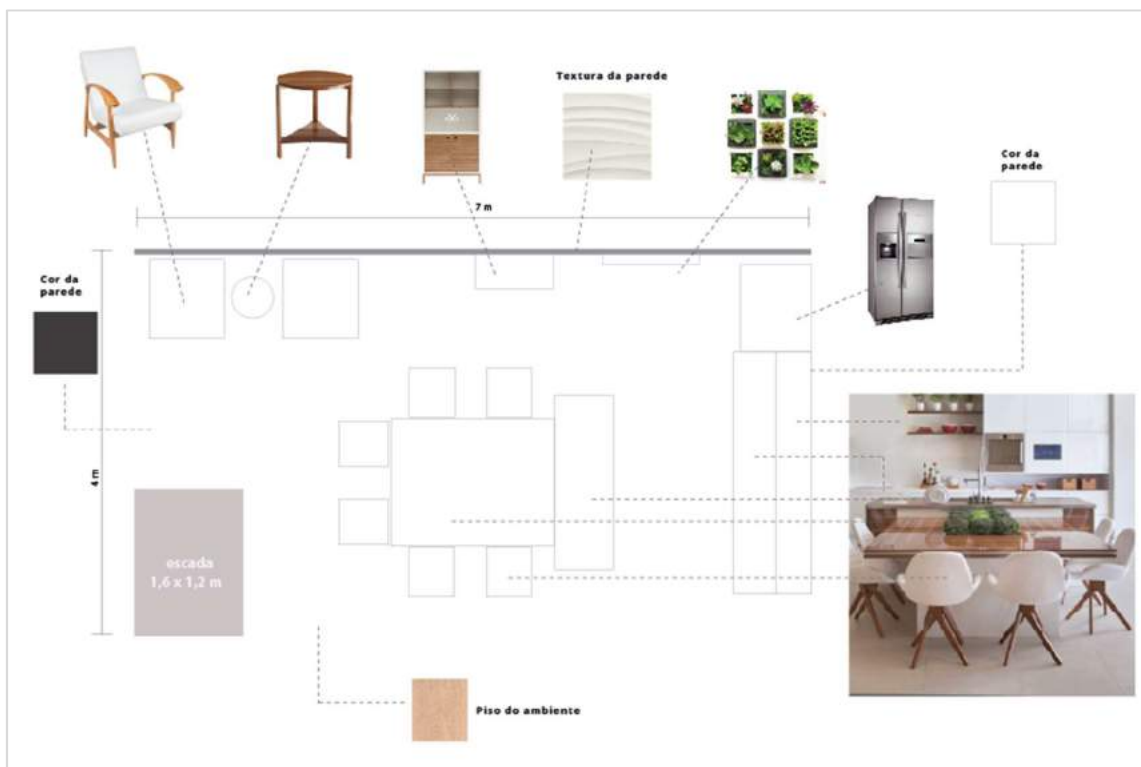 Textura da parede
Cor da
parede
7 m
Cor da
parede
4 m
escada
1,6 x 1,2 m
Piso do ambiente